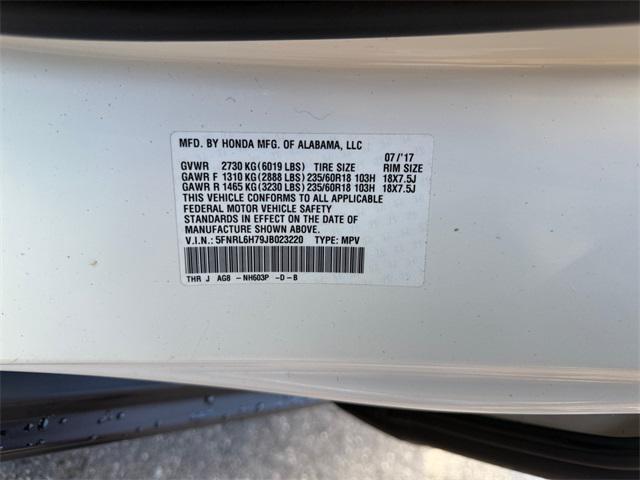 MFD. BY HONDA MFG. OF ALABAMA, LLC
07 /'17
GVWR 2730 KG(6019 LBS) TIRE SIZE RIM SIZE
GAWR F 1310 KG(2888 LBS) 235/60R18 103H 18X7.5J
GAWR R 1465 KG(3230 LBS) 235/60R18 103H 18X7.5J
THIS VEHICLE CONFORMS TO ALL APPLICABLE
FEDERAL MOTOR VEHICLE SAFETY
STANDARDS IN EFFECT ON THE DATE OF
MANUFACTURE SHOWN ABOVE.
V.I.N.: 5FNRL6H79JB023220 TYPE: MPV
THR J AG8 -NH603P -D-B